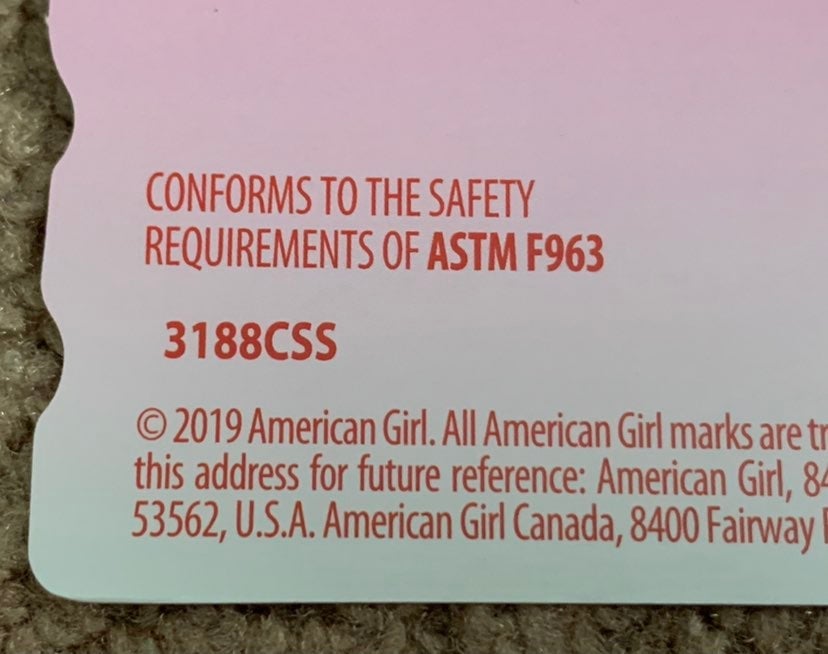 CONFORMS TO THE SAFETY
REQUIREMENTS OF ASTM F963
3188CSS
© 2019 American Girl. All American Girl marks are
this address for future reference: American Girl,
53562, U.S.A. American Girl Canada, 8400 Fairway